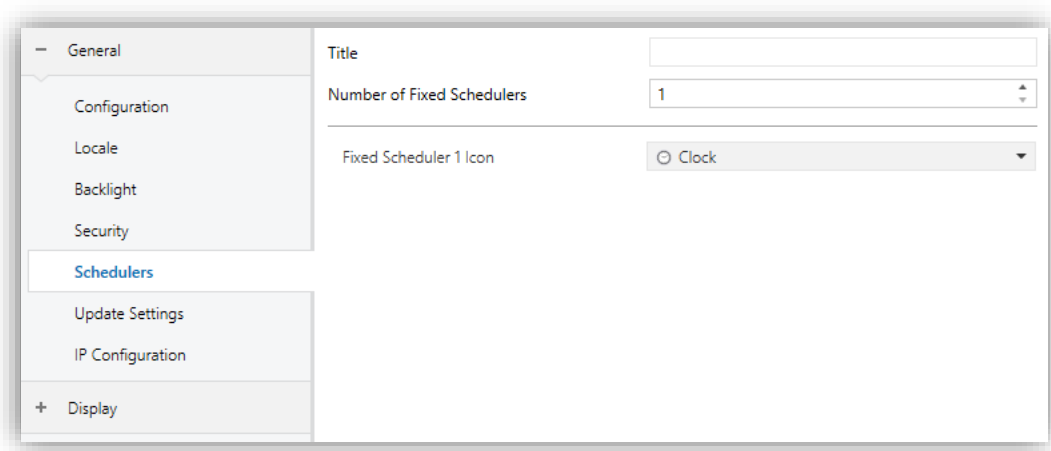 General
Configuration
Locale
Backlight
Security
Schedulers
Update Settings
IP Configuration
Display
Title
Number of Fixed Schedulers 1
Fixed Scheduler 1 Icon Clock